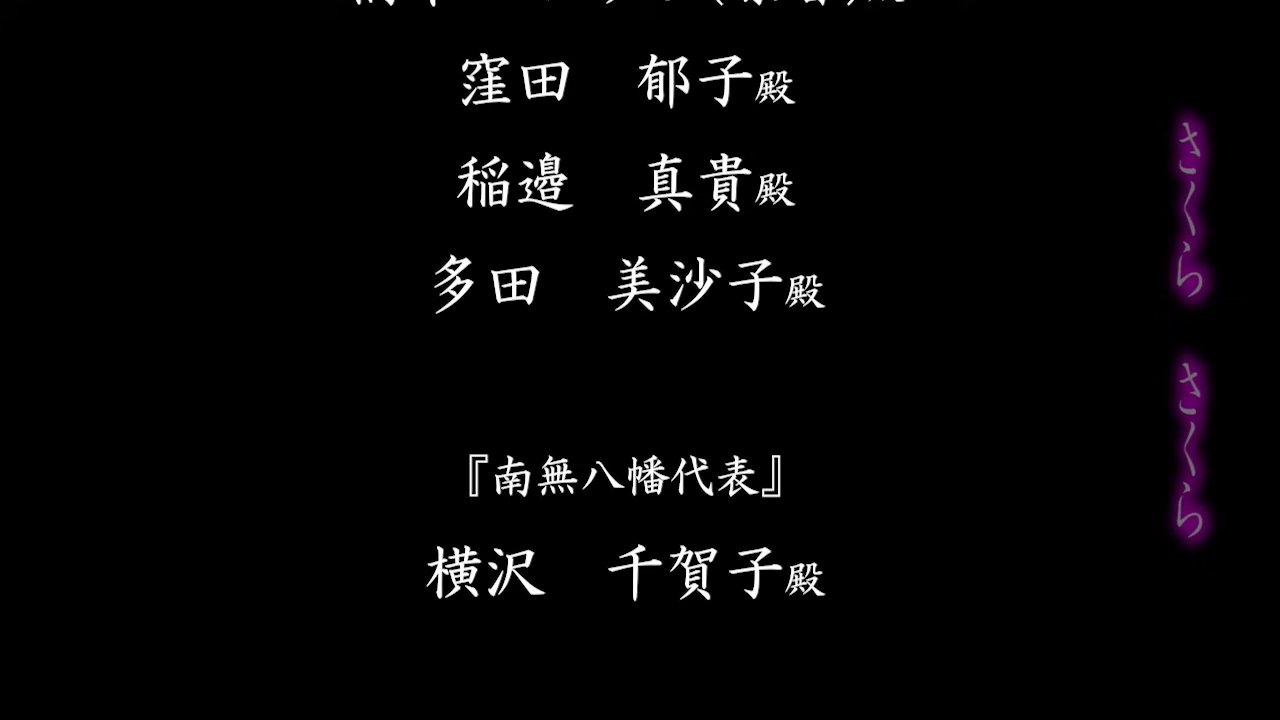 窪田　郁子殿
稲邉　真貴殿
多田　美沙子殿
『南無八幡代表』
横沢　千賀子殿
さくら　さくら